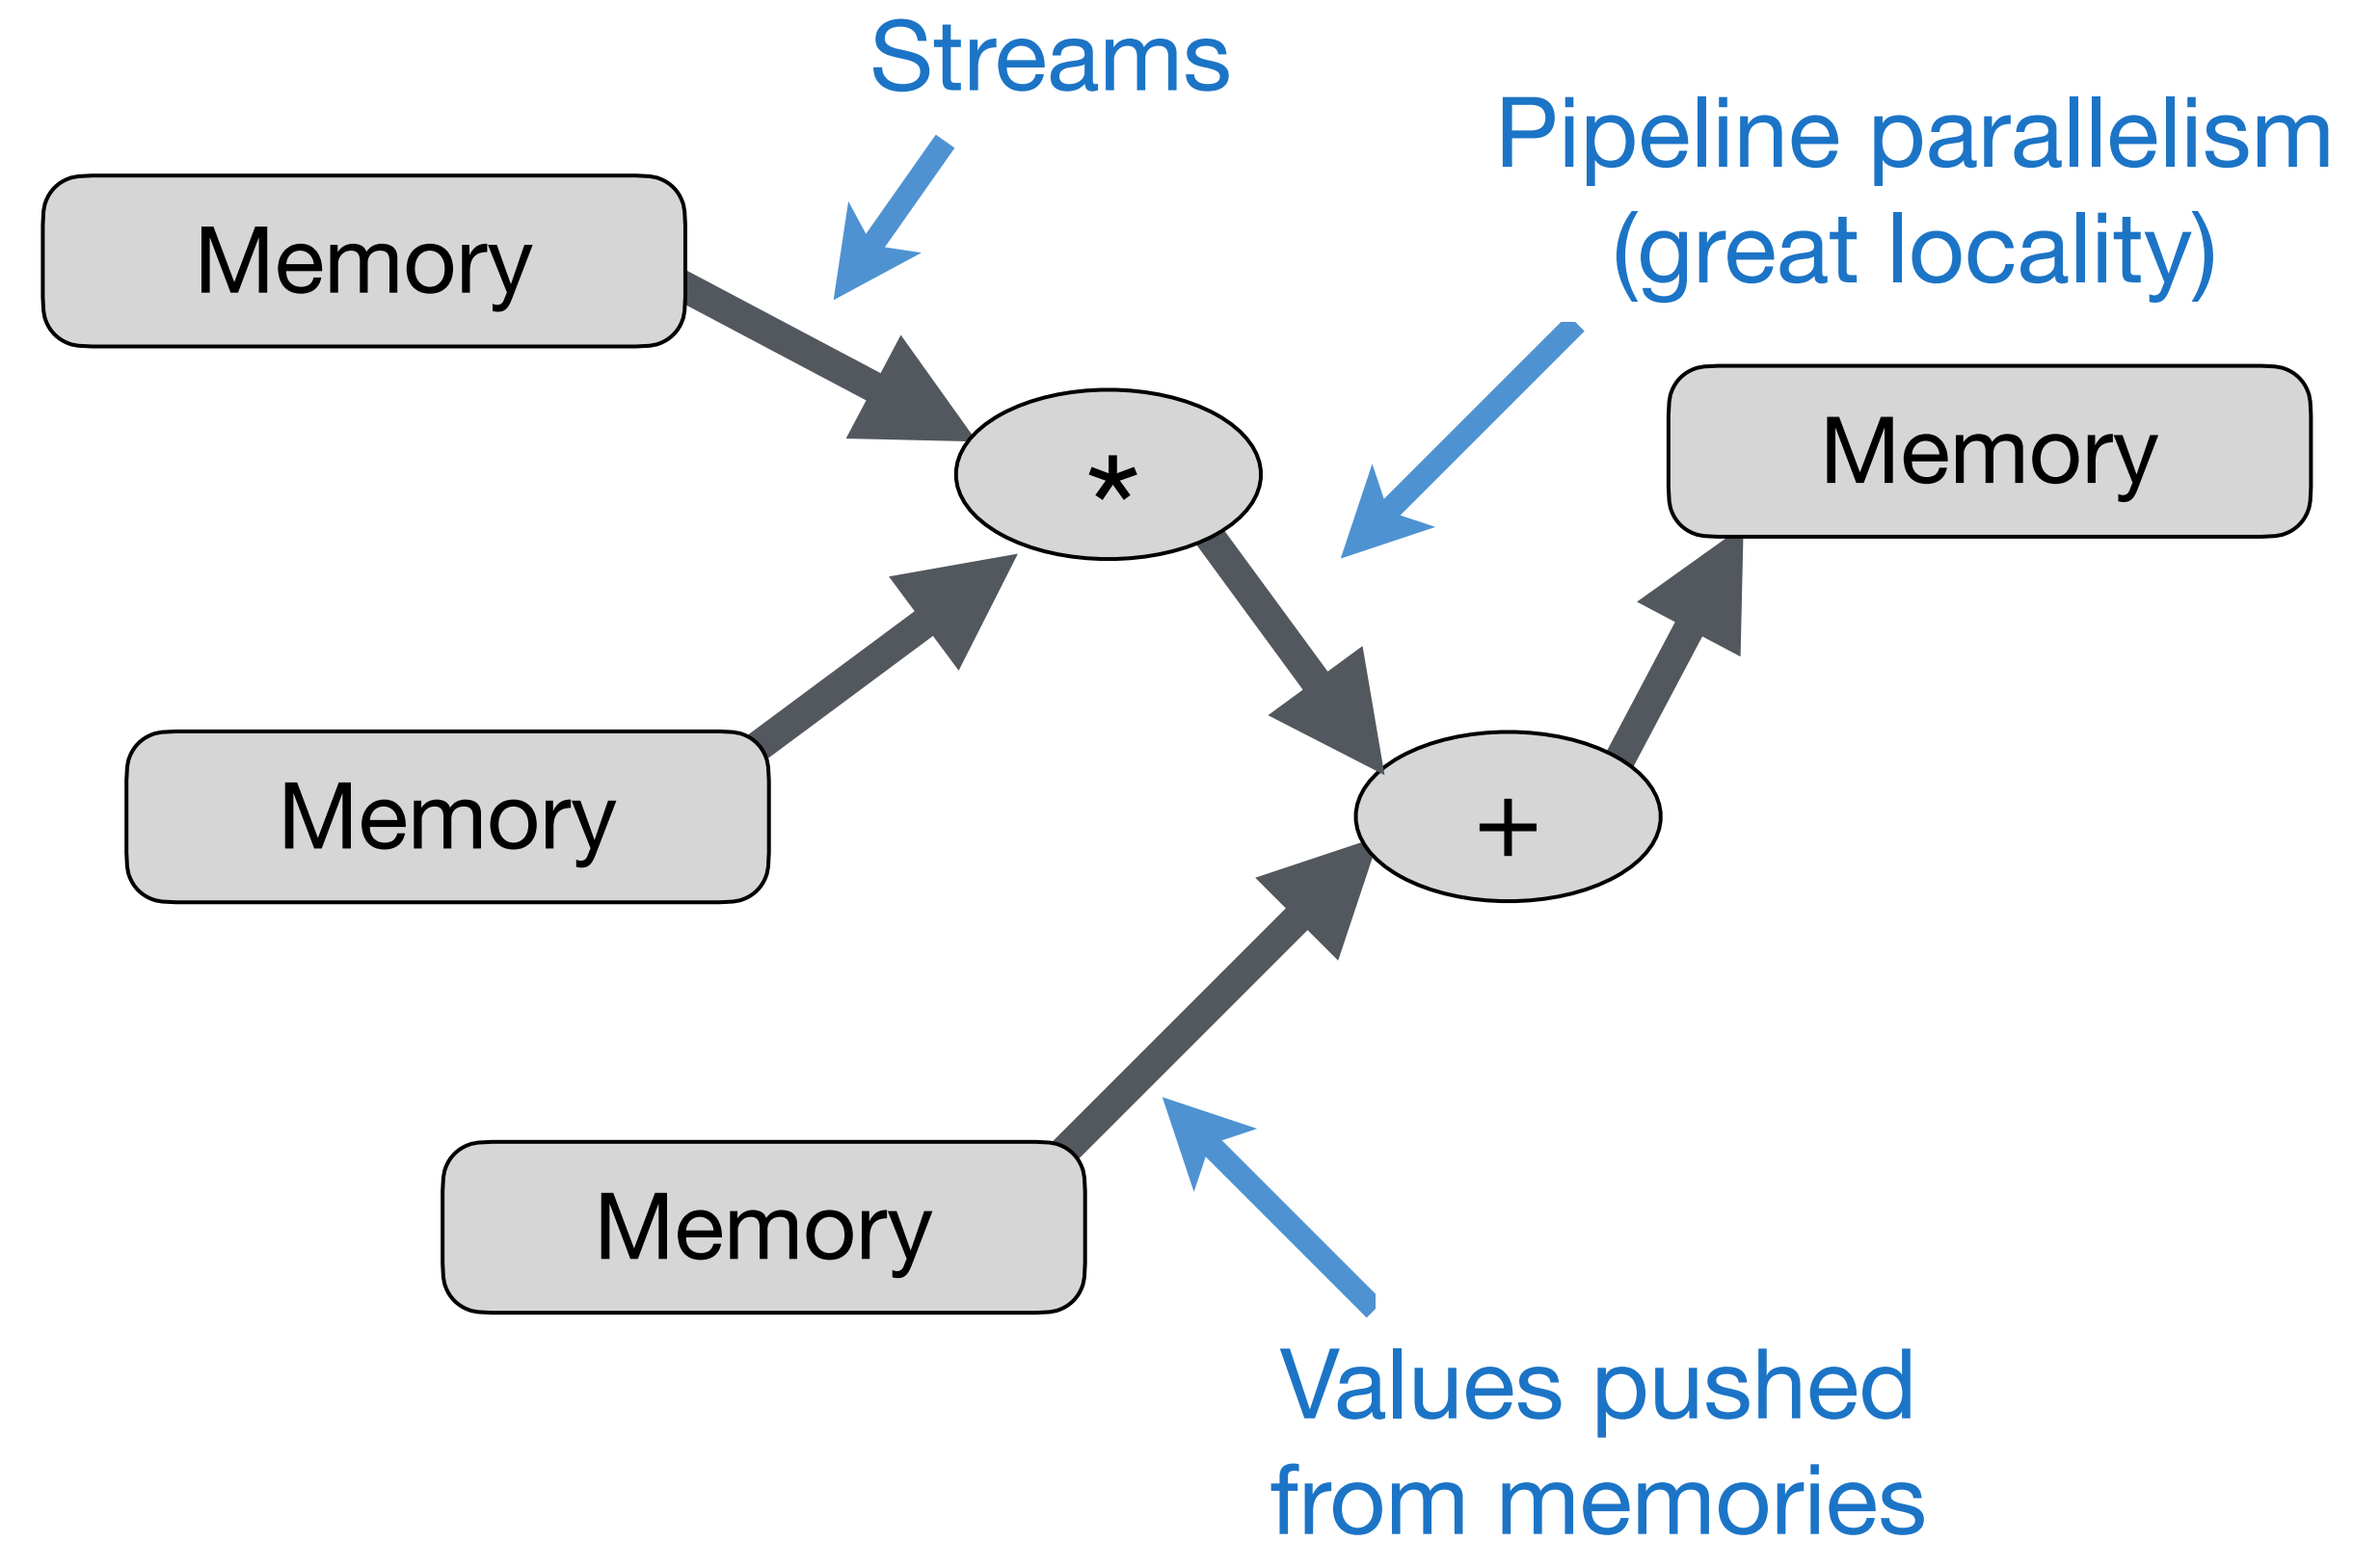 Streams
Pipeline parallelism
(great locality)
Memory
*
Memory
Memory
+
Memory
Values pushed
from memories